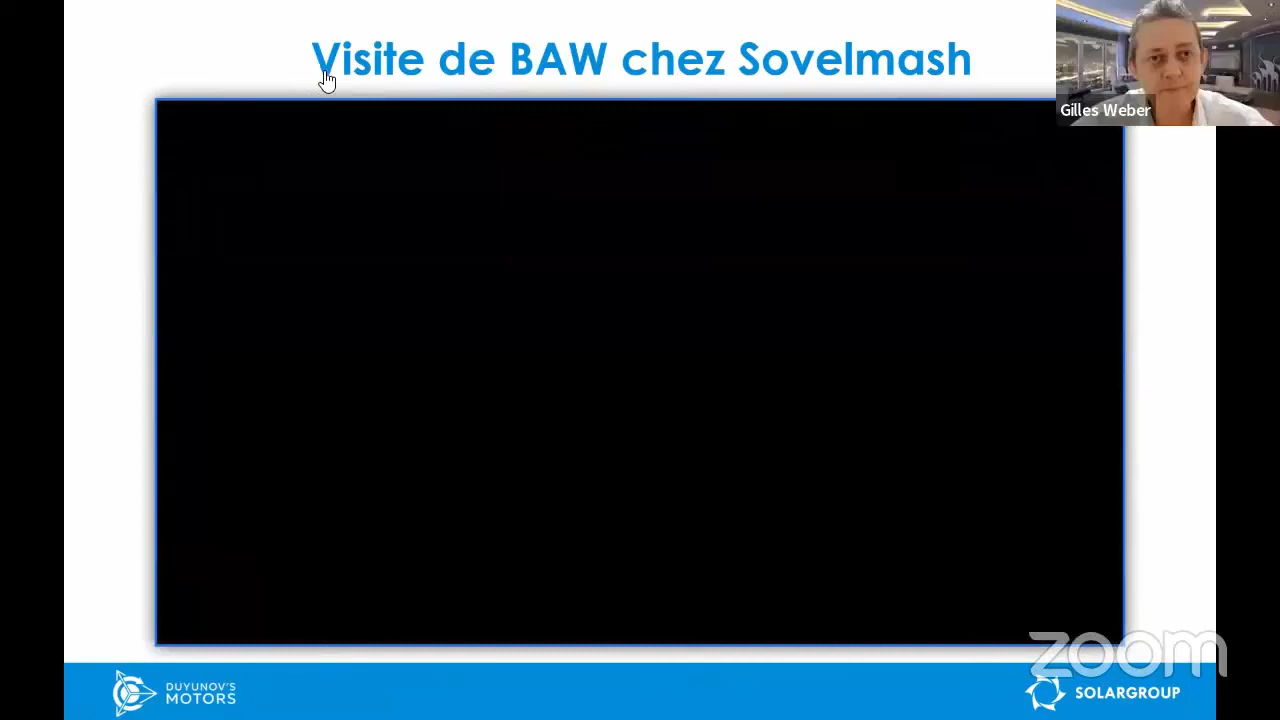 Visite de BAW chez Sovelmash
Gilles Weber
zoom
DUYUNOV'S
MOTORS
SOLARGROUP